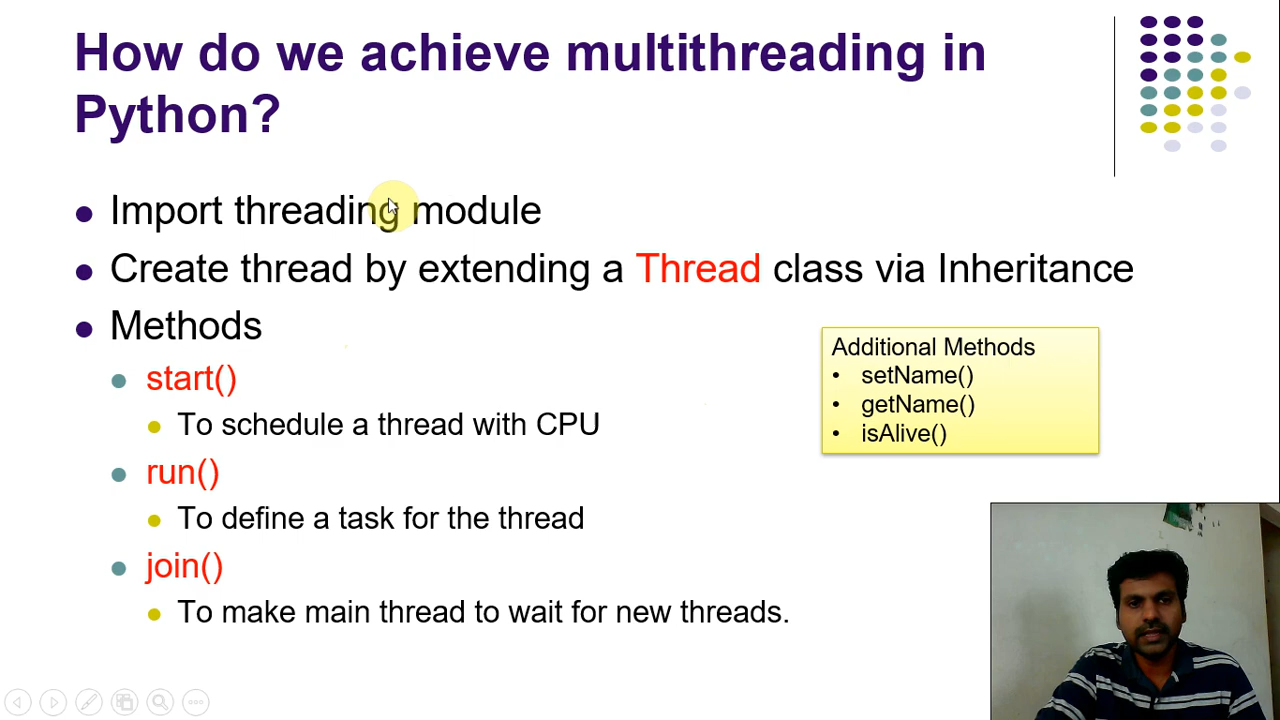 How do we achieve multithreading in
Python?
Import threading module
Create thread by extending a Thread class via Inheritance
Methods
start()
To schedule a thread with CPU
run()
To define a task for the thread
join()
To make main thread to wait for new threads.
Additional Methods
setName()
getName()
isAlive()